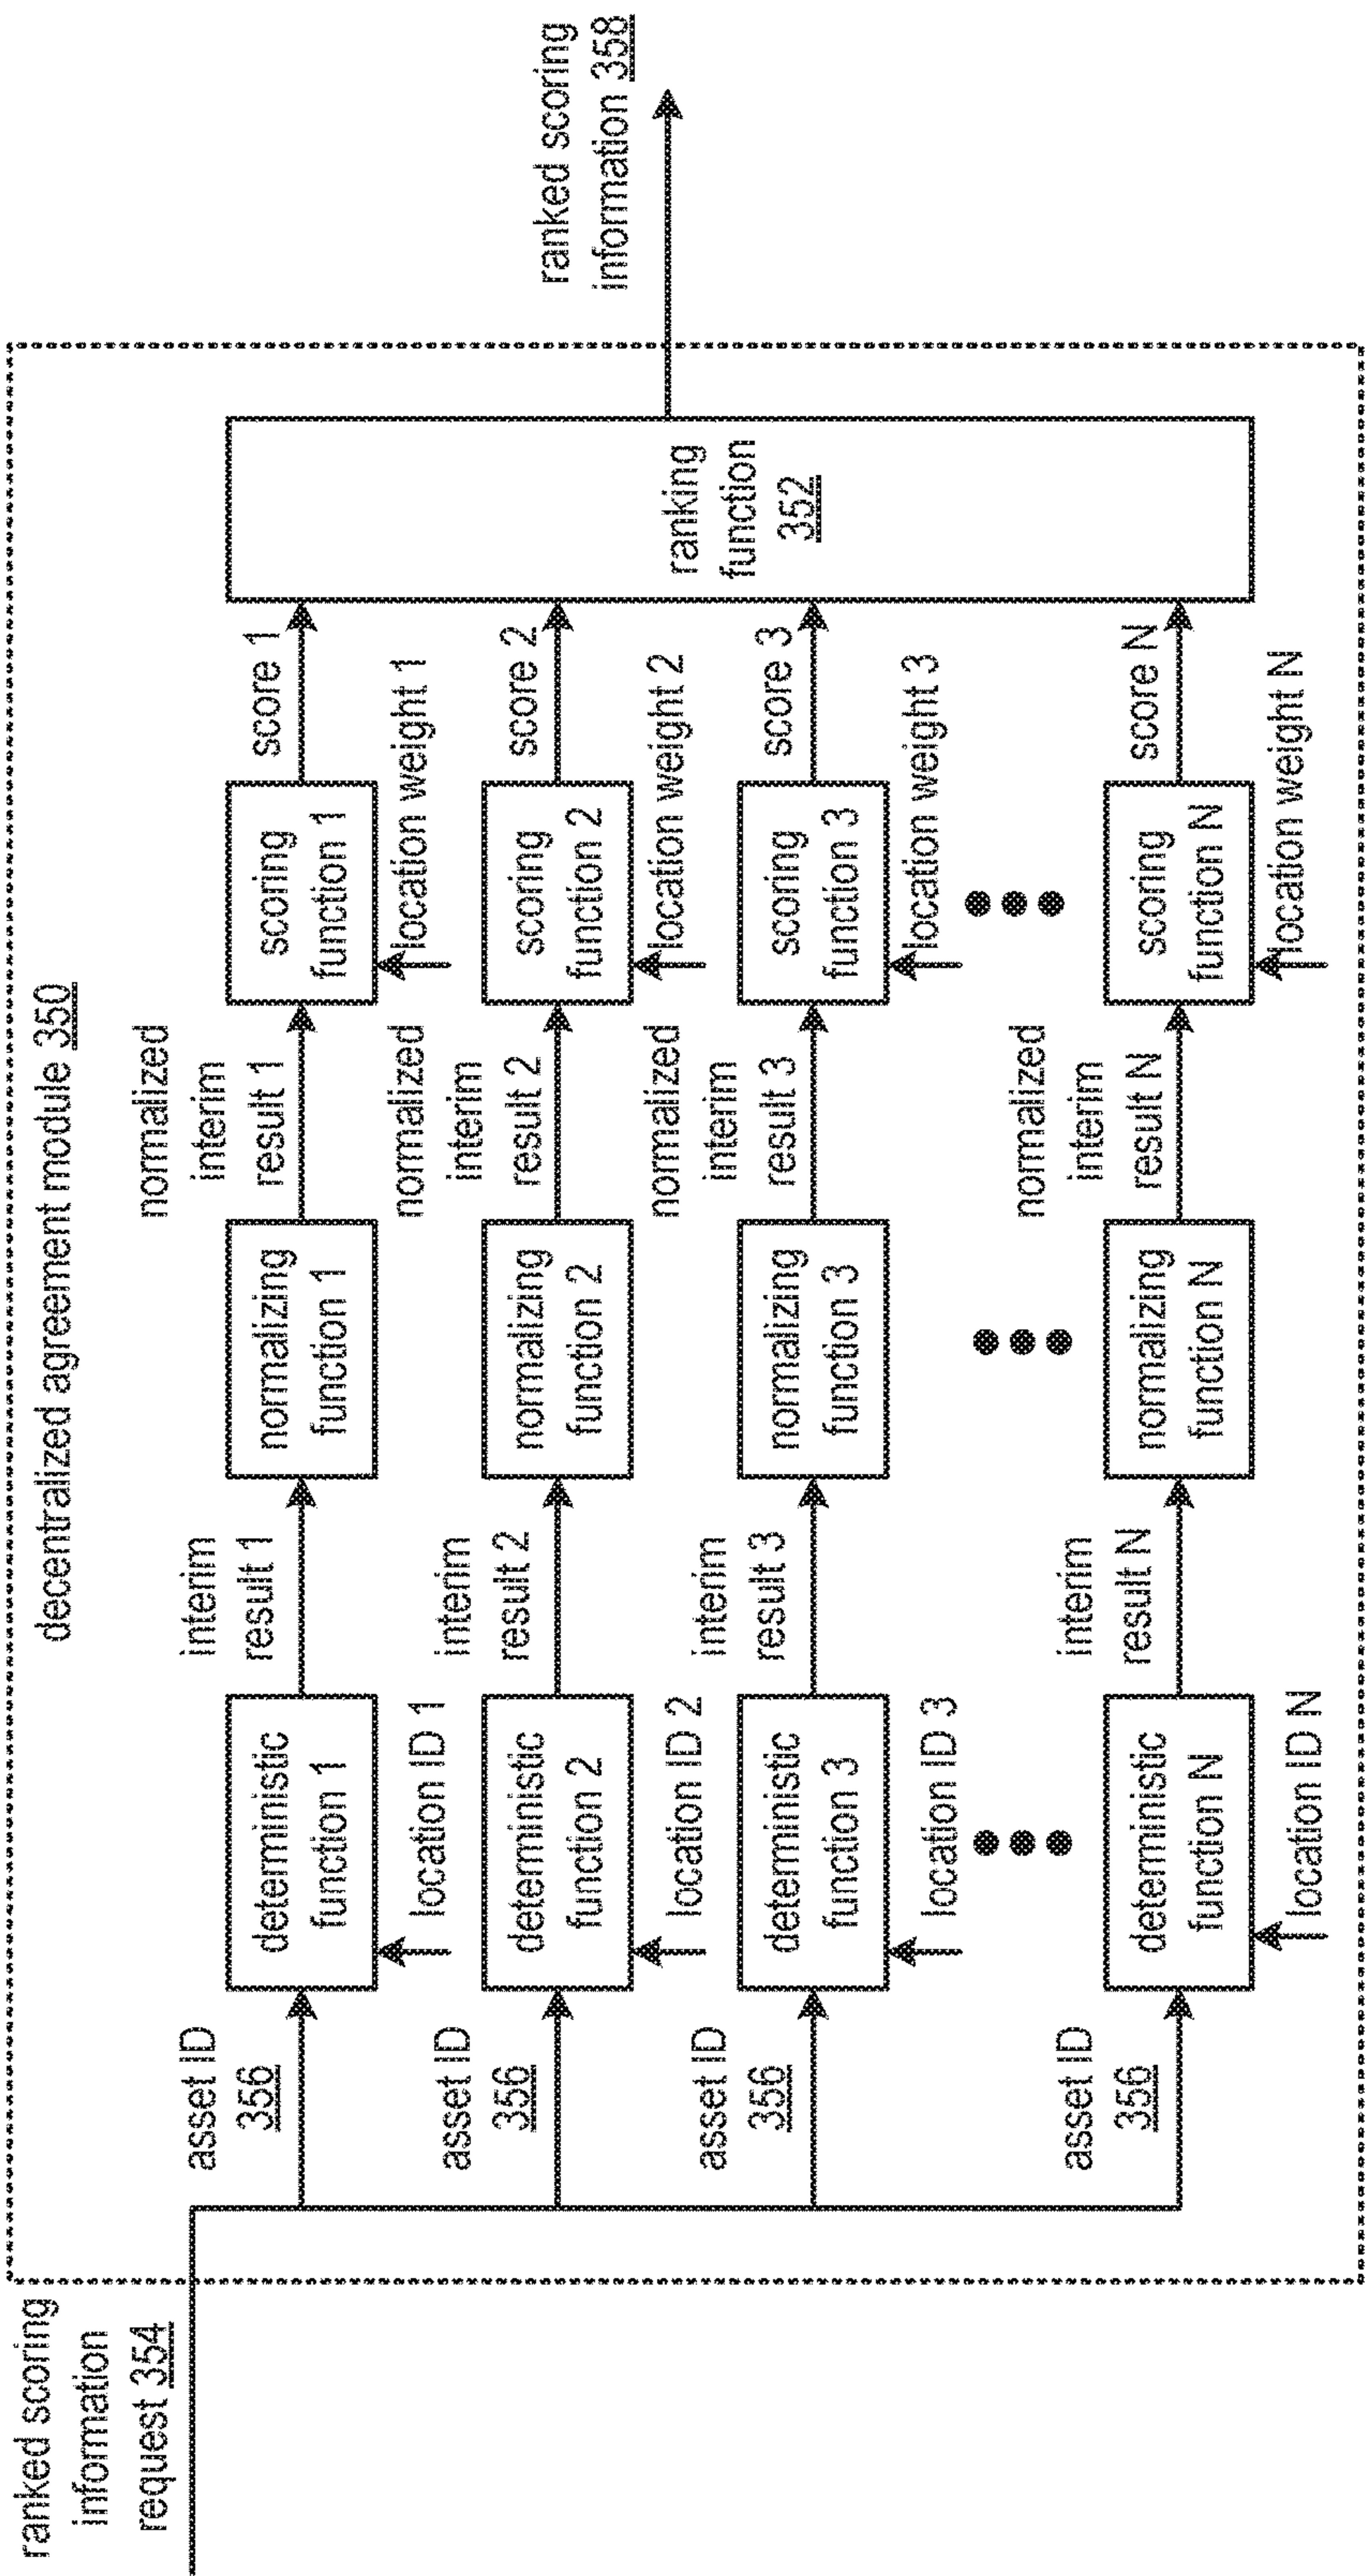 ranked scoring
information
request 354
decentralized agreement module 350
asset ID
356
deterministic
function 1
location ID 1
interim
result 1
normalizing
function 1
normalized
interim
result 1
scoring
function 1
location weight 1
score 1
asset ID
356
deterministic
function 2
location ID 2
interim
result 2
normalizing
function 2
normalized
interim
result 2
scoring
function 2
location weight 2
score 2
asset ID
356
deterministic
function 3
location ID 3
interim
result 3
normalizing
function 3
normalized
interim
result 3
scoring
function 3
location weight 3
score 3
asset ID
356
deterministic
function N
location ID N
interim
result N
normalizing
function N
normalized
interim
result N
scoring
function N
location weight N
score N
ranking
function
352
ranked scoring
information 358